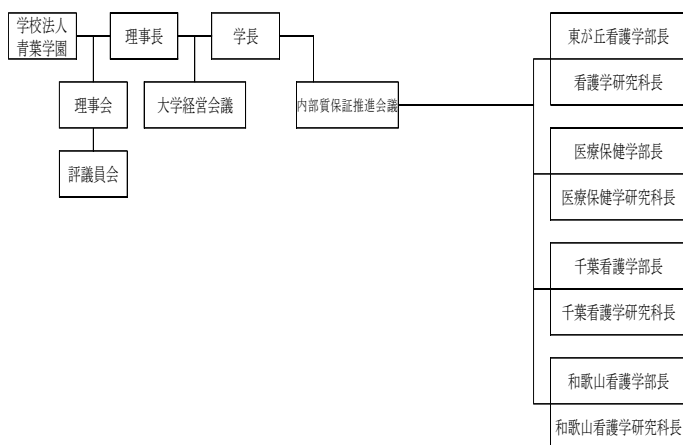 学校法人
青葉学園
理事長
学長
理事会
大学経営会議
内部質保証推進会議
評議員会
東が丘看護学部長
看護学研究科長
医療保健学部長
医療保健学研究科長
千葉看護学部長
千葉看護学研究科長
和歌山看護学部長
和歌山看護学研究科長